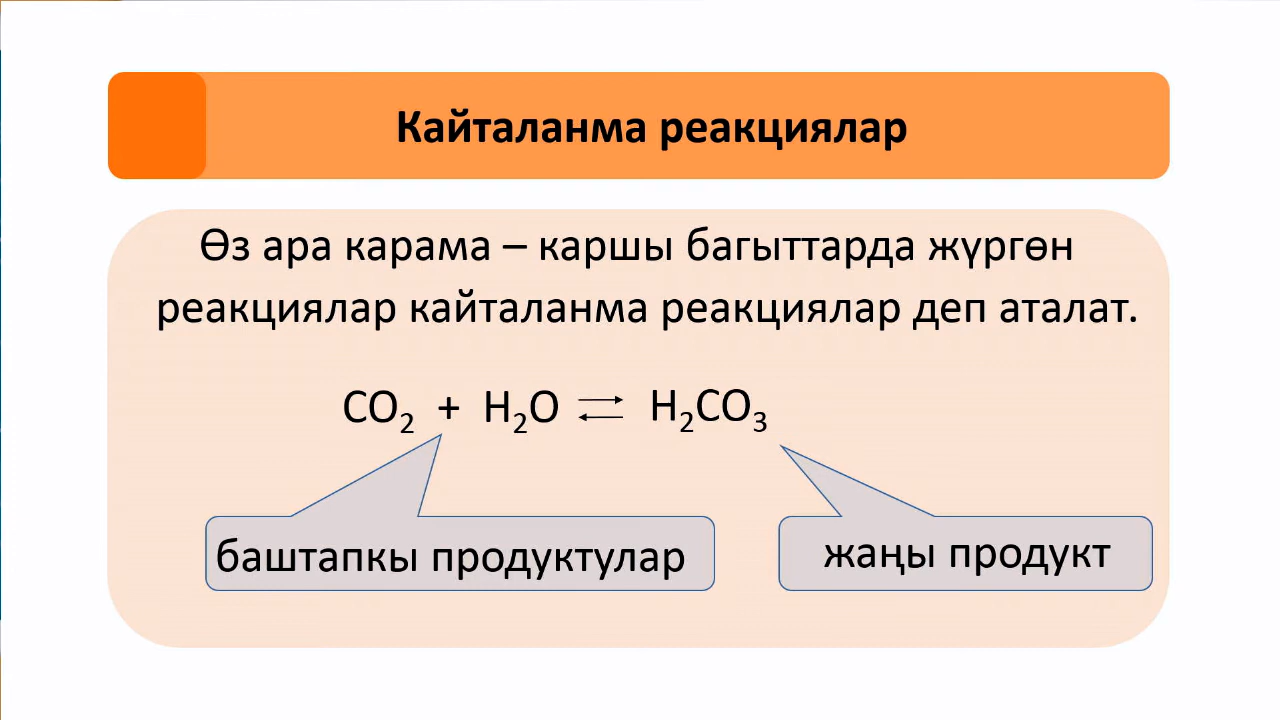 Кайталанма реакциялар
Өз ара карама – каршы багыттарда жүргөн
реакциялар кайталанма реакциялар деп аталат.
CO₂ + H₂O ⇄ H₂CO₃
баштапкы продуктулар
жаңы продукт